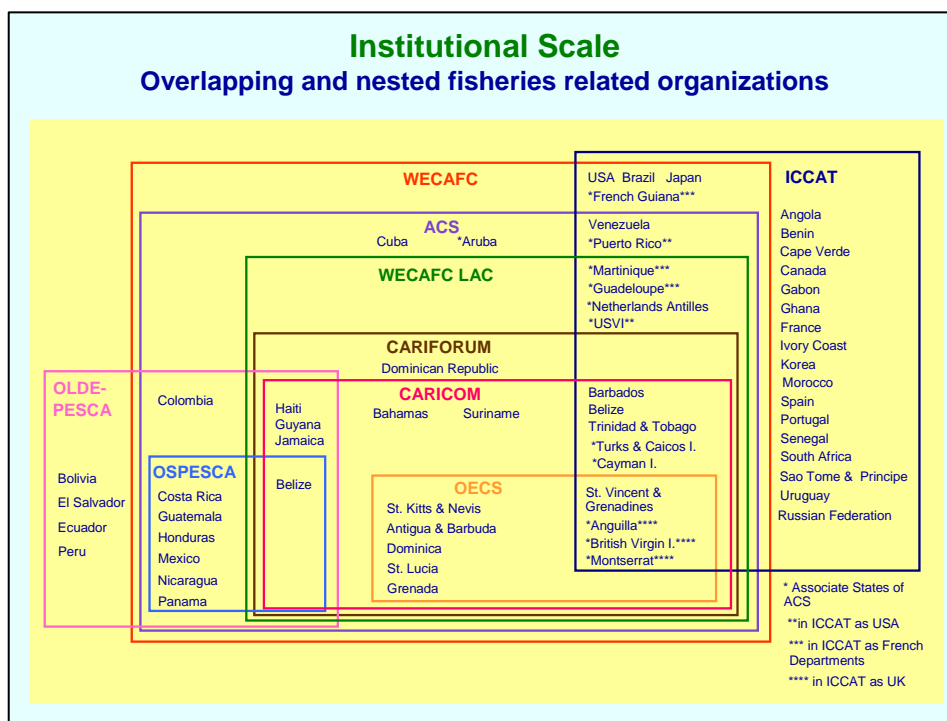 Institutional Scale
Overlapping and nested fisheries related organizations
WECAFC
USA Brazil Japan
*French Guiana***
ICCAT
ACS
Cuba *Aruba
Venezuela
*Puerto Rico**
WECAFC LAC
*Martinique***
*Guadeloupe***
*Netherlands Antilles
*USVI**
CARIFORUM
Dominican Republic
OLDE-
PESCA
Colombia
Haiti
Guyana
Jamaica
CARICOM
Bahamas Suriname
Barbados
Belize
Trinidad & Tobago
*Turks & Caicos I.
*Cayman I.
Bolivia
El Salvador
Ecuador
Peru
OSPESCA
Costa Rica
Guatemala
Honduras
Mexico
Nicaragua
Panama
Belize
OECS
St. Kitts & Nevis
Antigua & Barbuda
Dominica
St. Lucia
Grenada
St. Vincent &
Grenadines
*Anguilla****
*British Virgin I.****
*Montserrat****
Angola
Benin
Cape Verde
Canada
Gabon
Ghana
France
Ivory Coast
Korea
Morocco
Spain
Portugal
Senegal
South Africa
Sao Tome & Principe
Uruguay
Russian Federation
* Associate States of
ACS
**in ICCAT as USA
*** in ICCAT as French
Departments
**** in ICCAT as UK